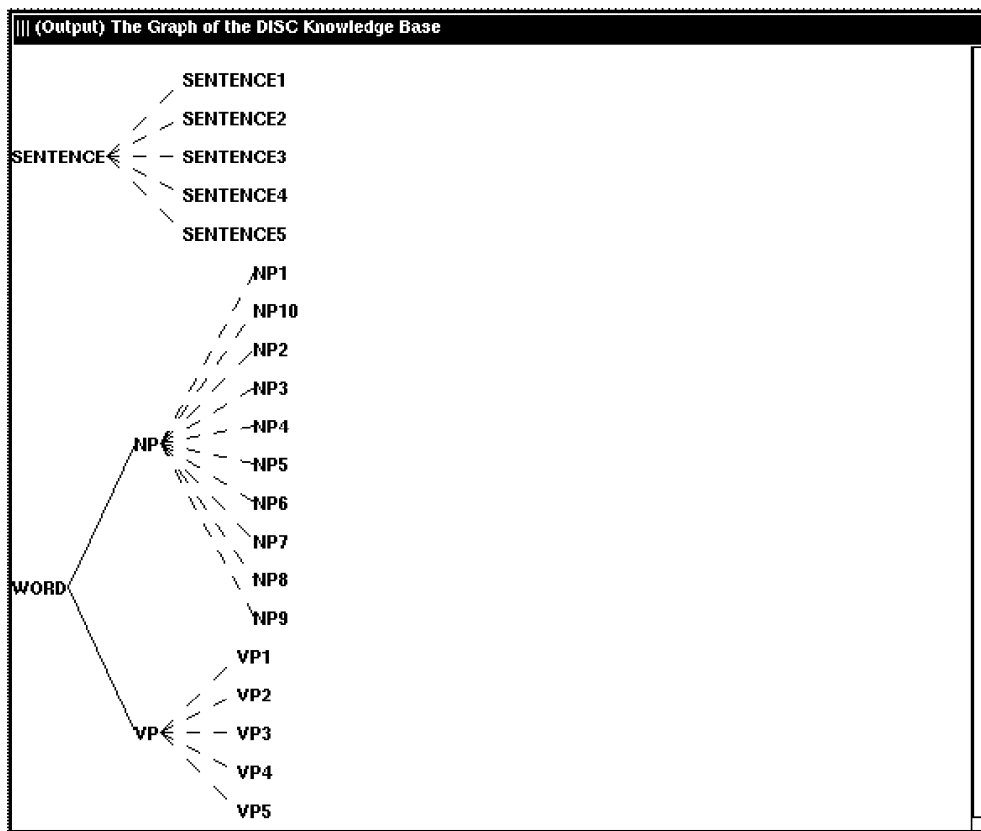 ||| (Output) The Graph of the DISC Knowledge Base
SENTENCE1
SENTENCE2
SENTENCE SENTENCE3
SENTENCE4
SENTENCE5
NP1
NP10
NP2
NP3
NP4
NP
NP5
NP6
NP7
NP8
WORD
NP9
VP1
VP2
VP VP3
VP4
VP5